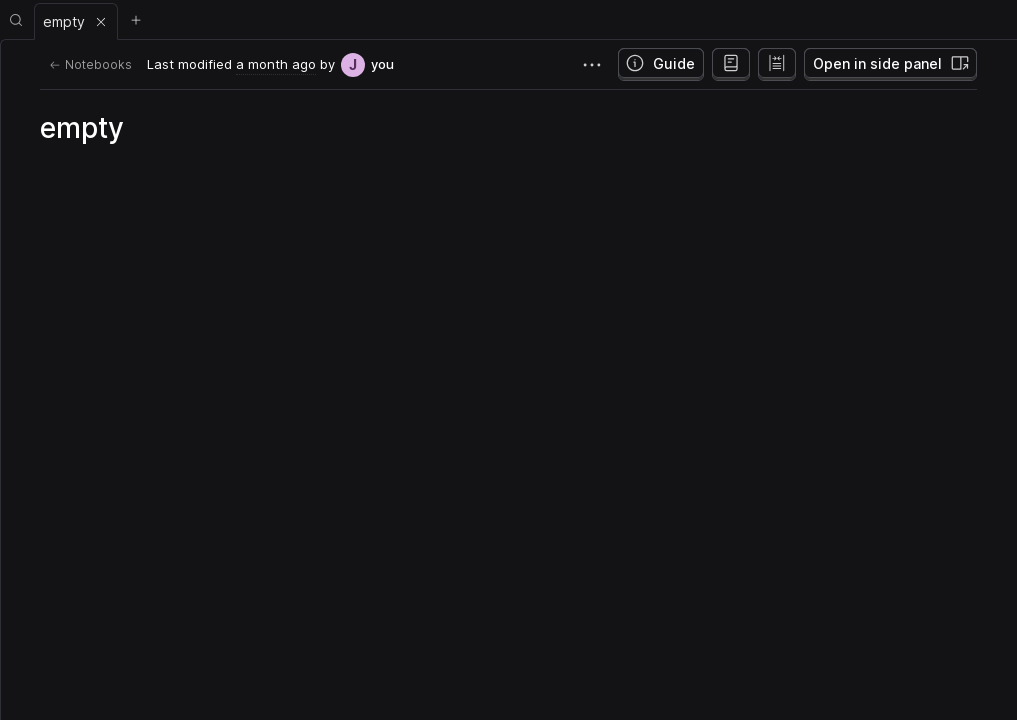 empty
Notebooks
Last modified a month ago by J you
Guide
Open in side panel
empty